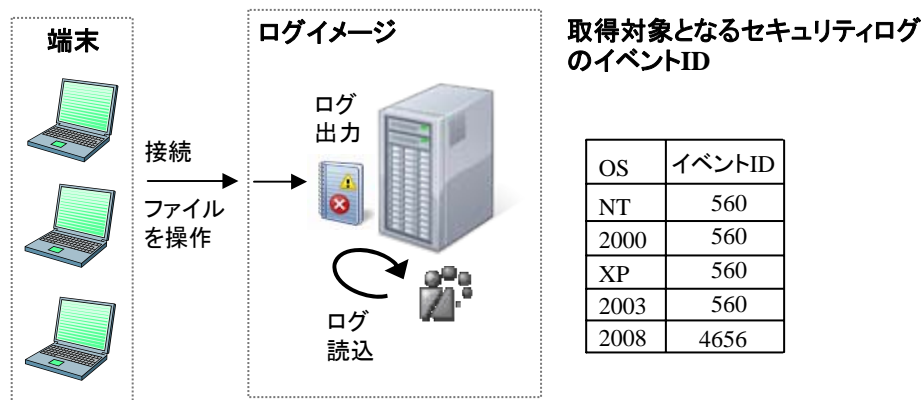 端末
接続
ファイル
を操作
ログイメージ
ログ
出力
ログ
読込
取得対象となるセキュリティログ
のイベントID
OS イベントID
NT 560
2000 560
XP 560
2003 560
2008 4656